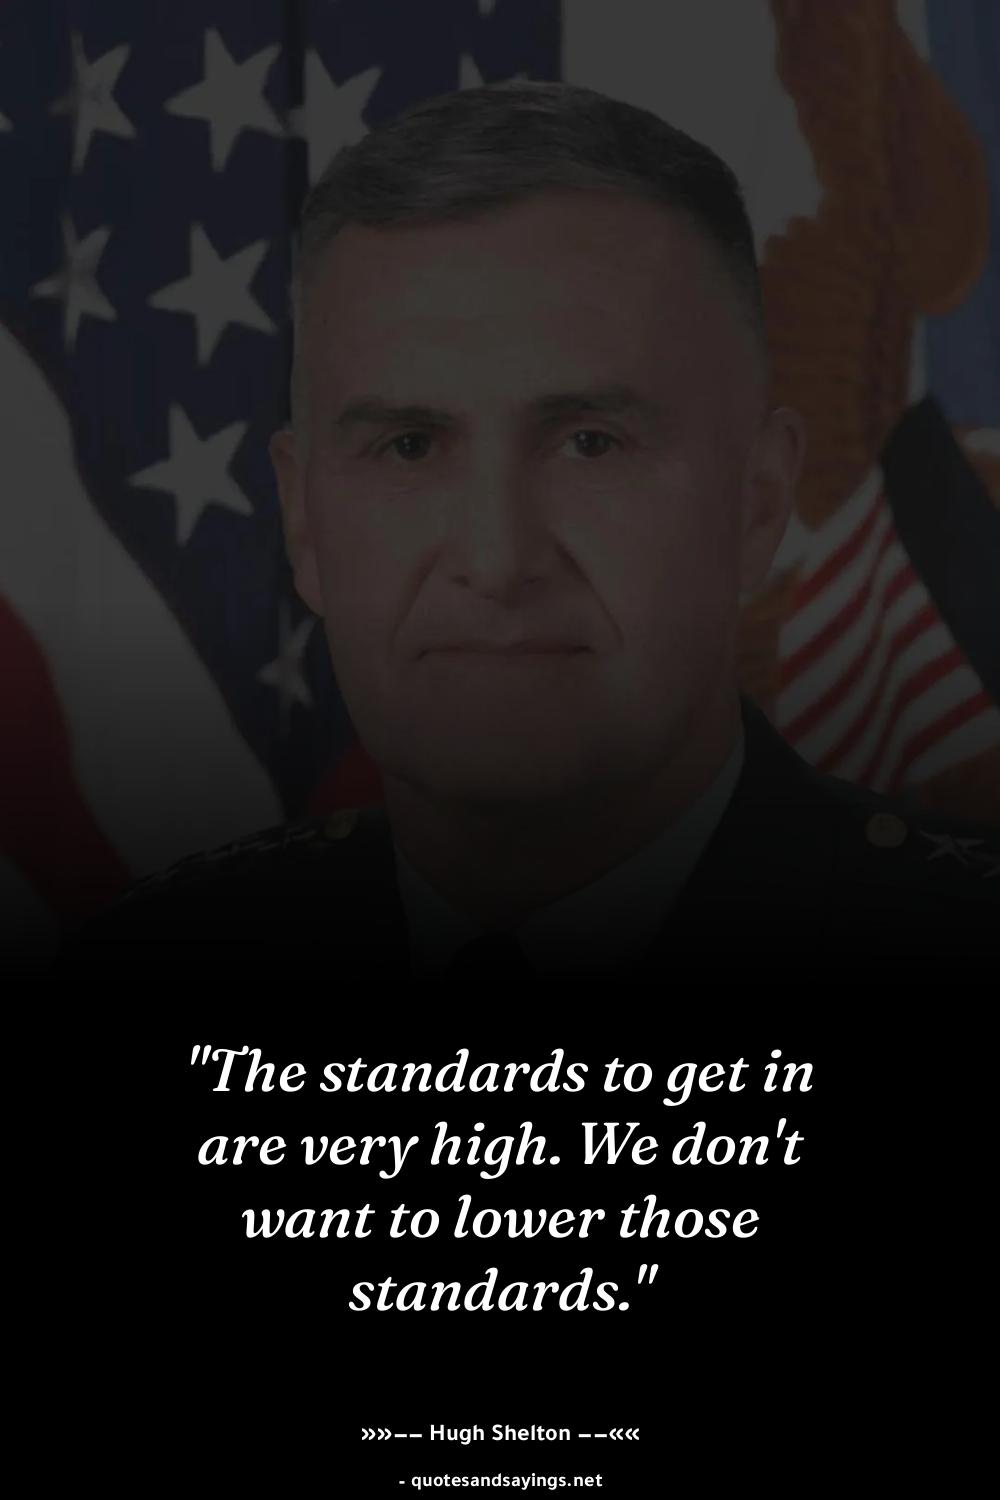 "The standards to get in
are very high. We don't
want to lower those
standards."
»»−− Hugh Shelton −−««
- quotesandsayings.net